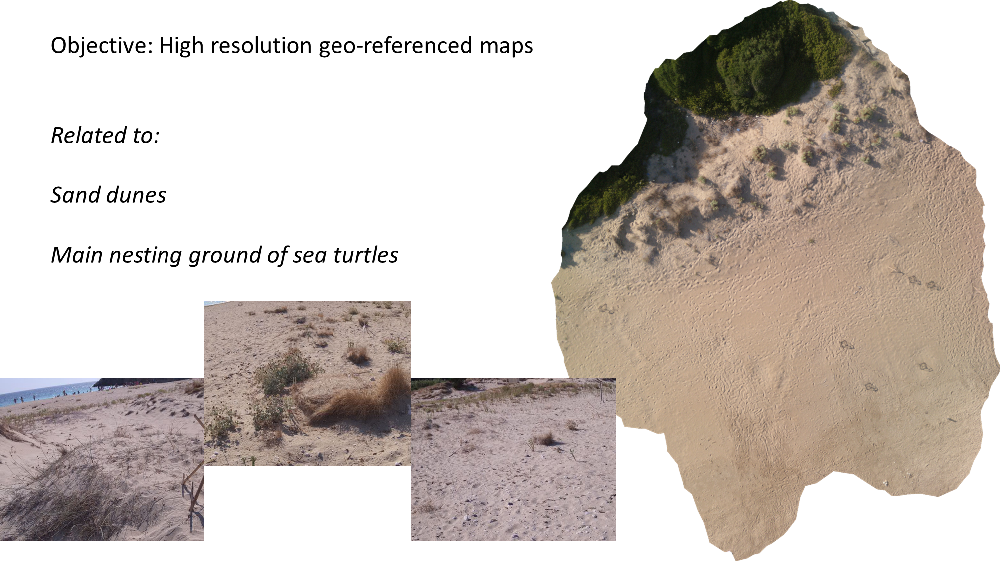 Objective: High resolution geo-referenced maps
Related to:
Sand dunes
Main nesting ground of sea turtles